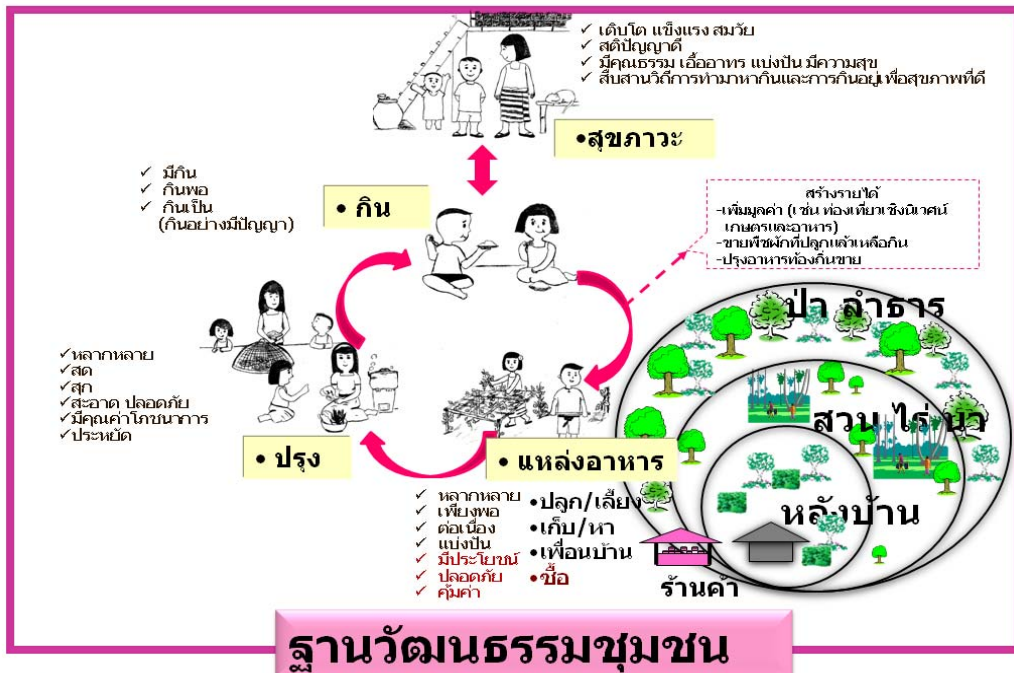 ✓ เติบโต แข็งแรง สมวัย
✓ สติปัญญาดี
✓ มีคุณธรรม เอื้ออาทร แบ่งปัน มีความสุข
✓ สืบสานวิถีการทำมาหากินและการกินอยู่เพื่อสุขภาพที่ดี
•สุขภาวะ
✓ มีกิน
✓ กินพอ
✓ กินเป็น
(กินอย่างมีปัญญา)
• กิน
สร้างรายได้
-เพิ่มมูลค่า (เช่น ท่องเที่ยวเชิงนิเวศน์
เกษตรและอาหาร)
-ขายพืชผักที่ปลูกแล้วเหลือกิน
-ปรุงอาหารท้องถิ่นขาย
ป่า ลำธาร
สวน ไร่ นา
หลังบ้าน
ร้านค้า
✓หลากหลาย
✓สด
✓สุก
✓สะอาด ปลอดภัย
✓มีคุณค่าโภชนาการ
✓ประหยัด
• ปรุง
• แหล่งอาหาร
✓ หลากหลาย
✓ เพียงพอ
✓ ต่อเนื่อง
✓ แบ่งปัน
✓ มีประโยชน์
✓ ปลอดภัย
✓ คุ้มค่า
•ปลูก/เลี้ยง
•เก็บ/หา
•เพื่อนบ้าน
•ซื้อ
ฐานวัฒนธรรมชุมชน